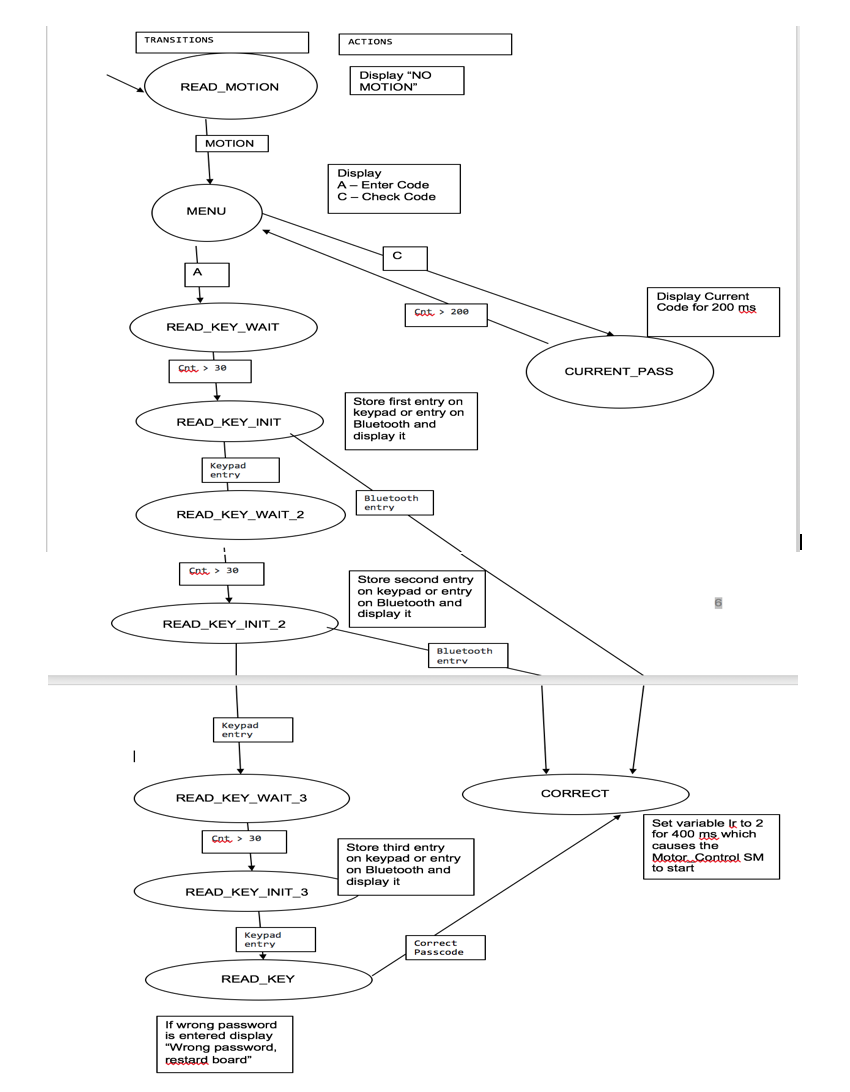 TRANSITIONS
ACTIONS
READ_MOTION
Display “NO
MOTION”
MOTION
Display
A – Enter Code
C – Check Code
MENU
C
A
Cnt > 200
Display Current
Code for 200 ms
READ_KEY_WAIT
Cnt > 30
CURRENT_PASS
Store first entry on
keypad or entry on
Bluetooth and
display it
READ_KEY_INIT
Keypad
entry
Bluetooth
entry
READ_KEY_WAIT_2
Cnt > 30
Store second entry
on keypad or entry
on Bluetooth and
display it
6
READ_KEY_INIT_2
Bluetooth
entry
Keypad
entry
READ_KEY_WAIT_3
CORRECT
Cnt > 30
Set variable lr to 2
for 400 ms which
causes the
Motor_Control SM
to start
Store third entry
on keypad or entry
on Bluetooth and
display it
READ_KEY_INIT_3
Keypad
entry
Correct
Passcode
READ_KEY
If wrong password
is entered display
“Wrong password,
restard board”